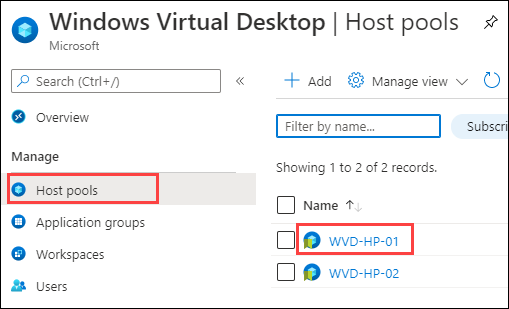 Windows Virtual Desktop | Host pools
Microsoft
Search (Ctrl+/)
«
Overview
Manage
Host pools
Application groups
Workspaces
Users
Add
Manage view
Filter by name...
Subscri
Showing 1 to 2 of 2 records.
Name ↑↓
WVD-HP-01
WVD-HP-02